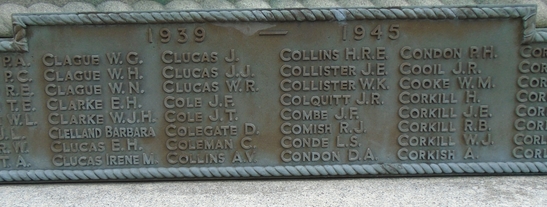 1939 — 1945
P.A. CLAGUE W.G. CLUCAS J. COLLINS H.R.E. CONDON P.H.
P.C. CLAGUE W.H. CLUCAS J.J. COLLISTER J.E. COOIL J.R.
R.E. CLAGUE W.N. CLUCAS W.R. COLLISTER W.K. COOKE W.M.
T.E. CLARKE E.H. COLE J.F. COLQUITT J.R. CORKILL H.
W.L. CLARKE W.J.H. COLE J.T. COMBE J.F. CORKILL J.E.
J.L. CLELLAND BARBARA COLEGATE D. COMISH R.J. CORKILL R.B.
R.W. CLUCAS E.H. COLEMAN G. CONDE L.S. CORKILL W.J.
T A. CLUCAS IRENE M. COLLINS A.V. CONDON D.A. CORKISH A.